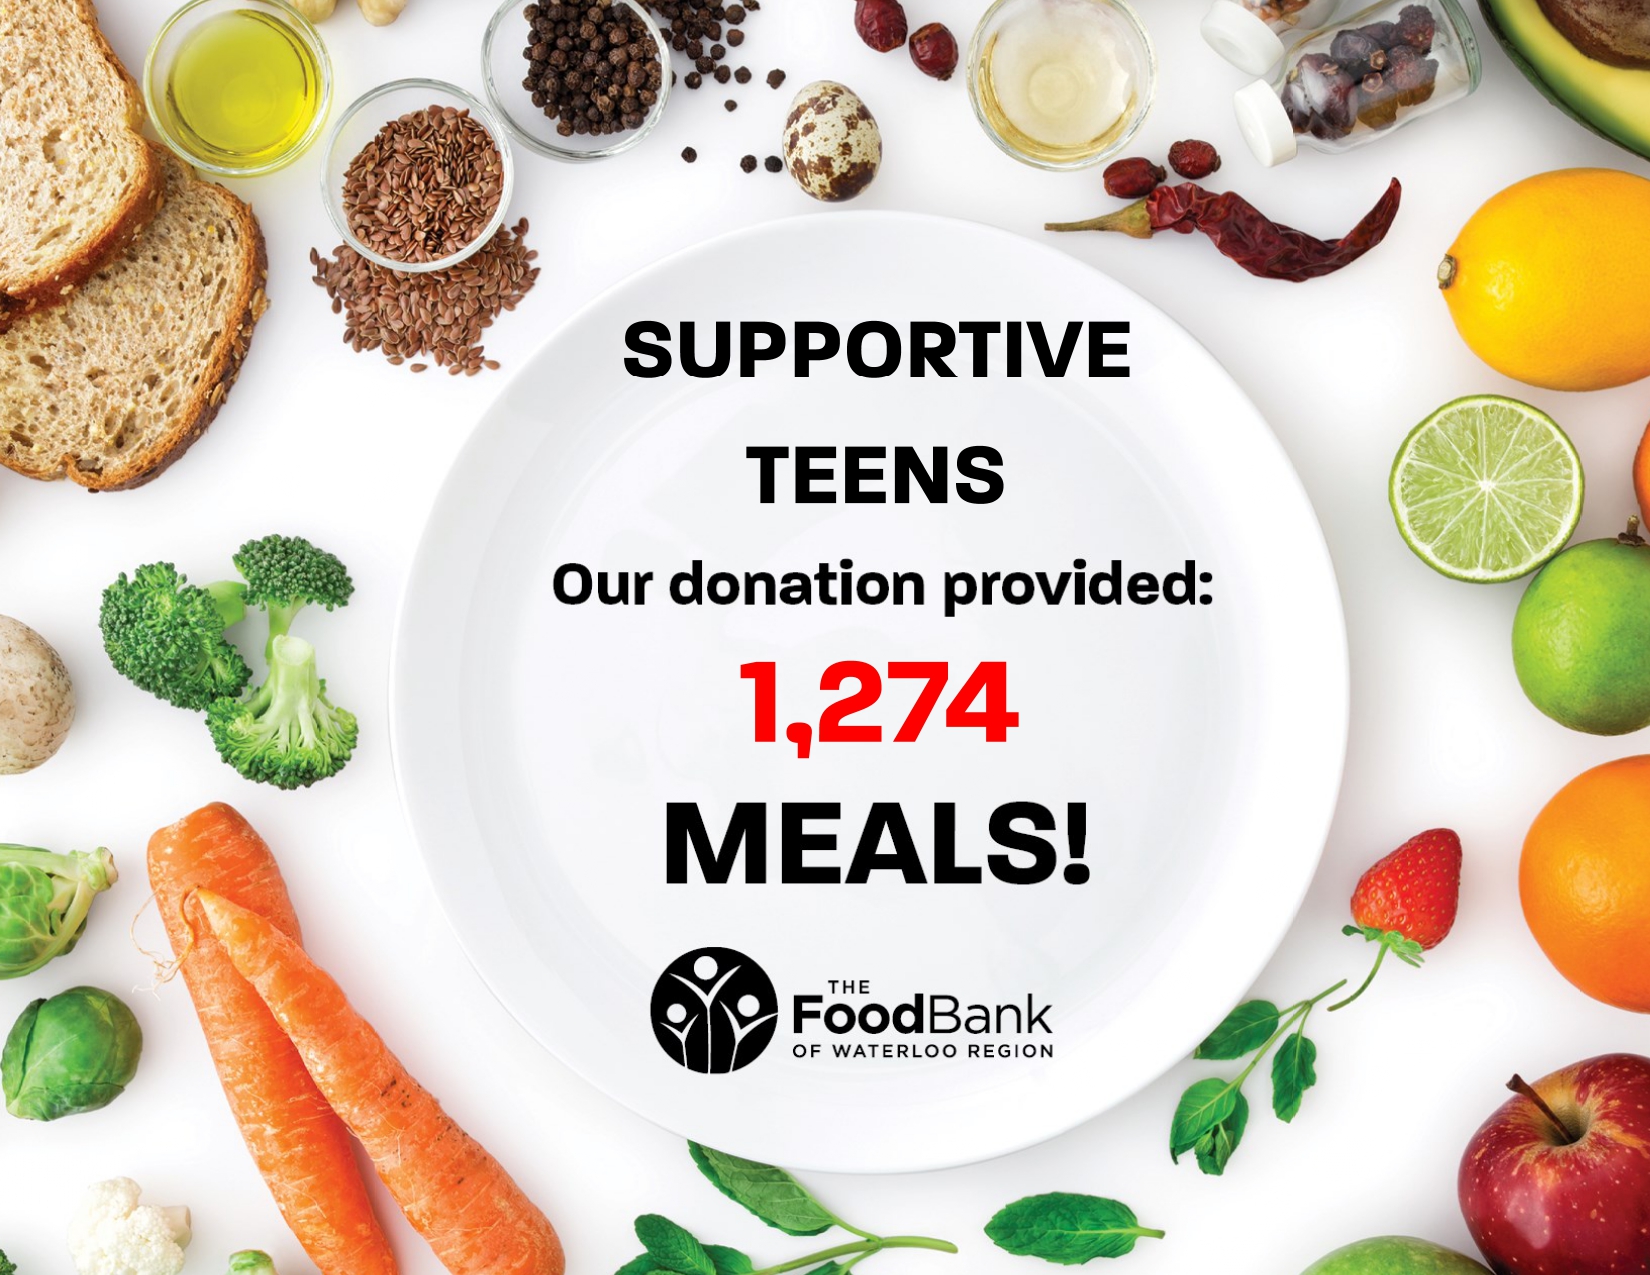 SUPPORTIVE
TEENS
Our donation provided:
1,274
MEALS!
THE
FoodBank
OF WATERLOO REGION